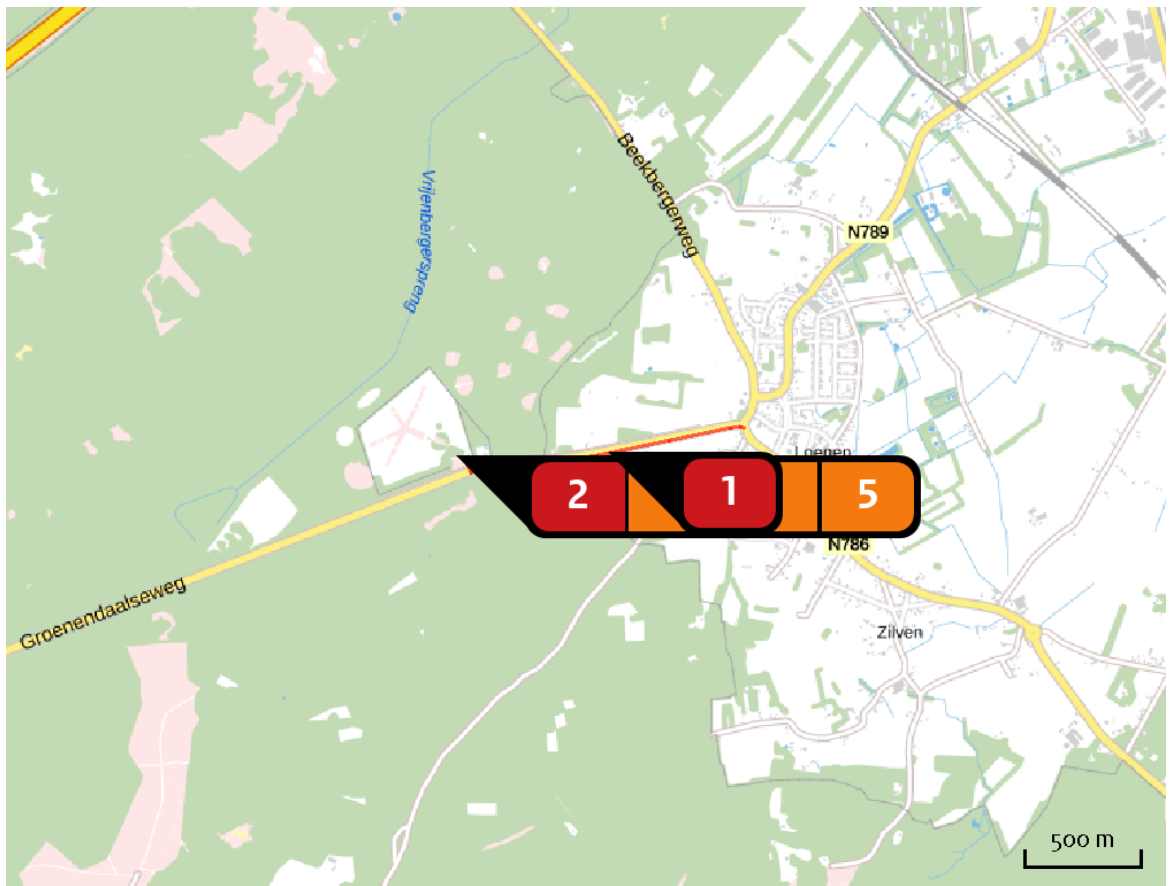 Beekbergerweg
Vrijenbergerspreng
N789
Loenen
2
1
5
N786
Groenendaalseweg
Zilven
500 m